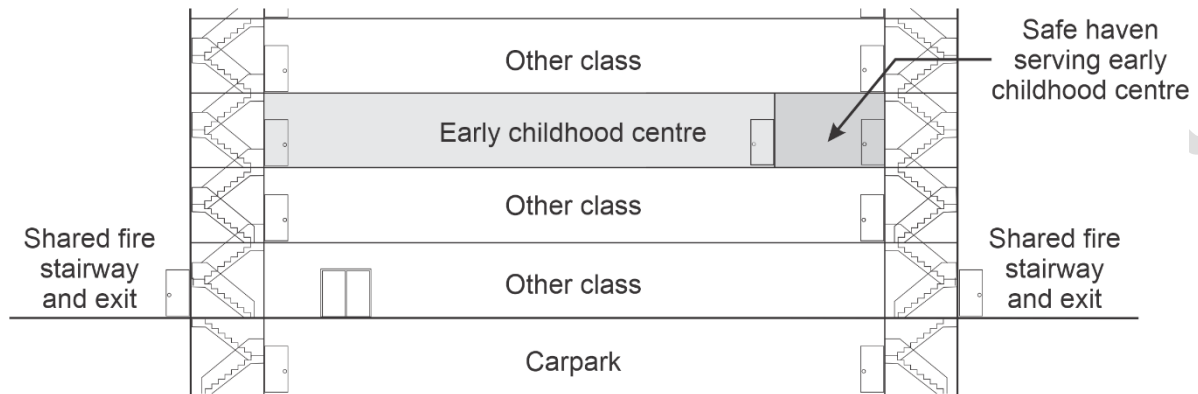 Other class
Safe haven
serving early
childhood centre
Early childhood centre
Other class
Shared fire
stairway
and exit
Other class
Shared fire
stairway
and exit
Carpark